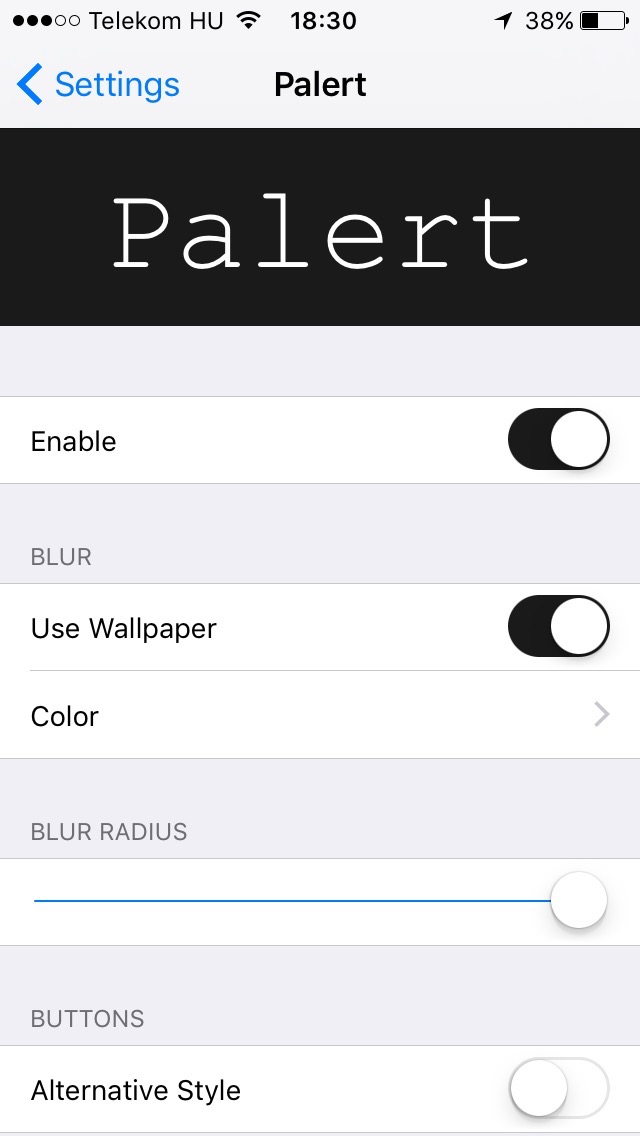 Telekom HU 18:30 38%
Settings Palert
Palert
Enable
BLUR
Use Wallpaper
Color
BLUR RADIUS
BUTTONS
Alternative Style